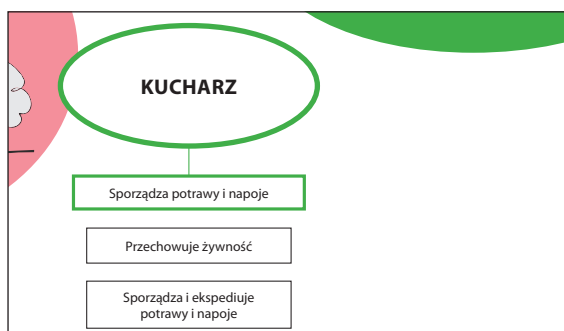 KUCHARZ
Sporządza potrawy i napoje
Przechowuje żywność
Sporządza i ekspediuje
potrawy i napoje